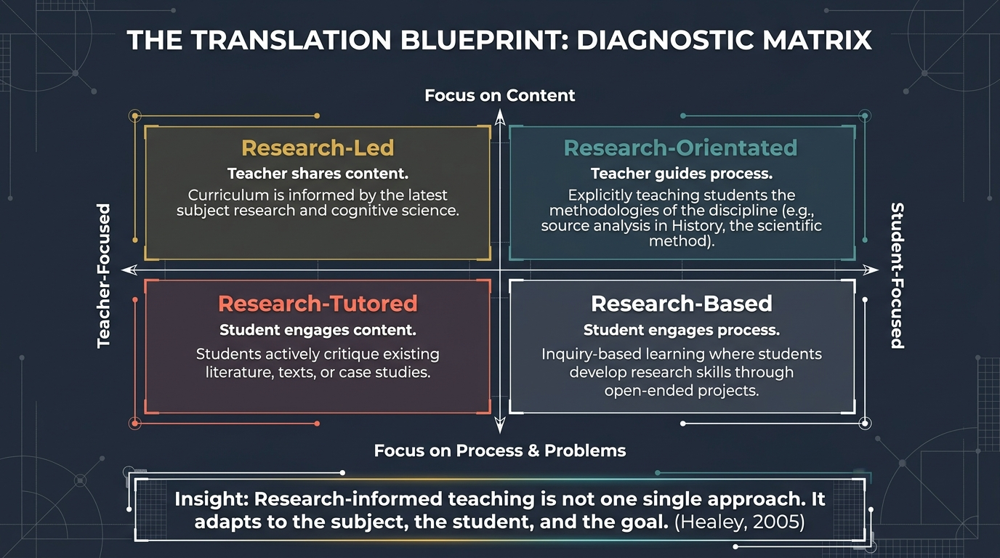 THE TRANSLATION BLUEPRINT: DIAGNOSTIC MATRIX
Focus on Content
Teacher-Focused
Research-Led
Teacher shares content.
Curriculum is informed by the latest
subject research and cognitive science.
Research-Orientated
Teacher guides process.
Explicitly teaching students the
methodologies of the discipline (e.g.,
source analysis in History, the scientific
method).
Student-Focused
Research-Tutored
Student engages content.
Students actively critique existing
literature, texts, or case studies.
Research-Based
Student engages process.
Inquiry-based learning where students
develop research skills through
open-ended projects.
Focus on Process & Problems
Insight: Research-informed teaching is not one single approach. It
adapts to the subject, the student, and the goal. (Healey, 2005)